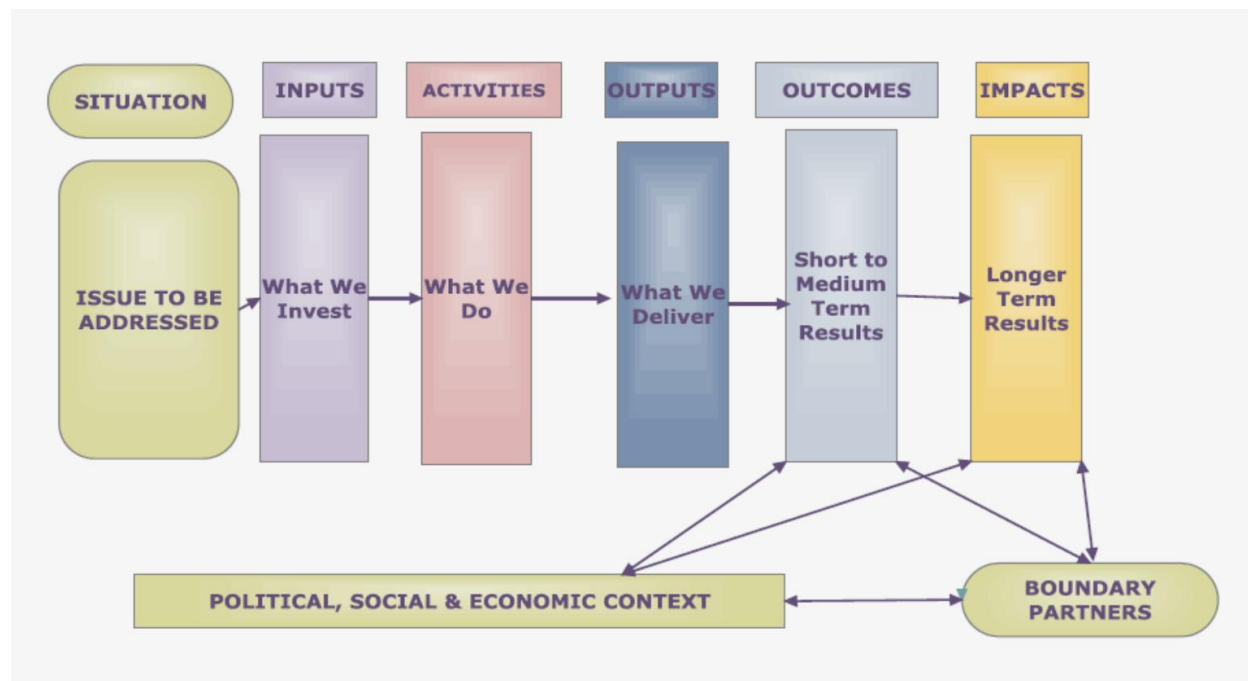 SITUATION
INPUTS
ACTIVITIES
OUTPUTS
OUTCOMES
IMPACTS
ISSUE TO BE
ADDRESSED
What We
Invest
What We
Do
What We
Deliver
Short to
Medium
Term
Results
Longer
Term
Results
POLITICAL, SOCIAL & ECONOMIC CONTEXT
BOUNDARY
PARTNERS